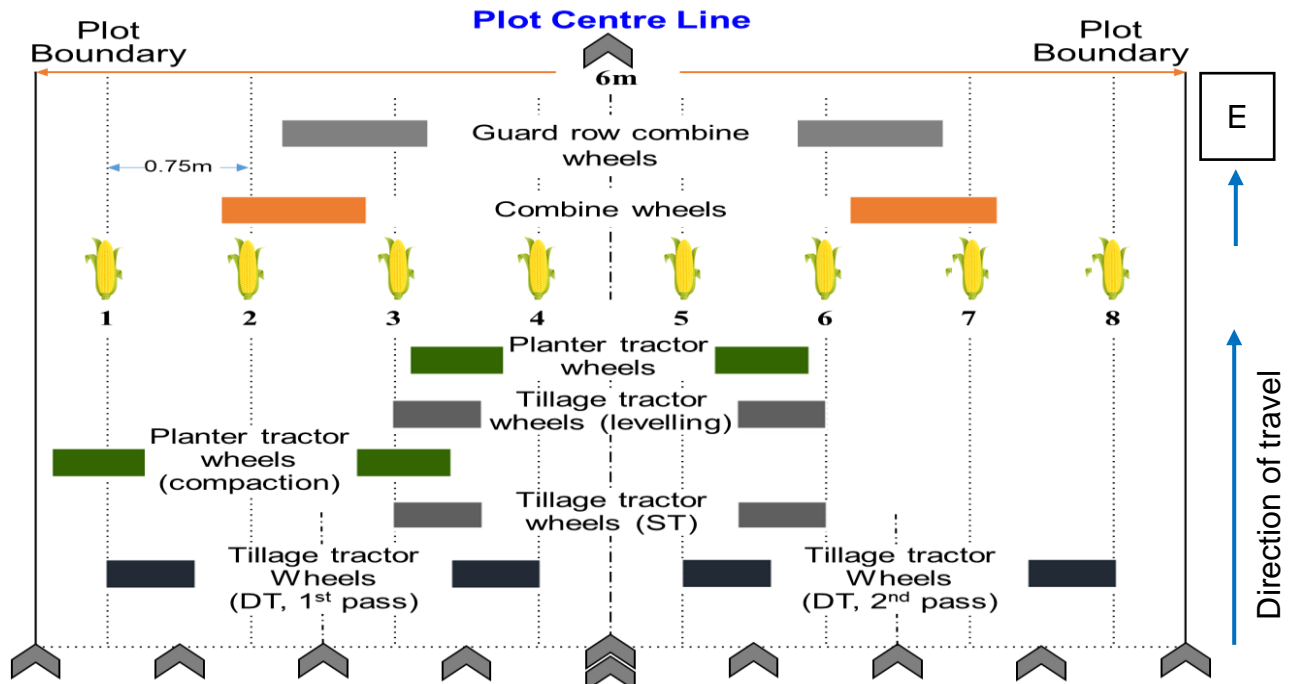 Plot Centre Line
Plot
Boundary
Plot
Boundary
6m
E
Guard row combine
wheels
0.75m
Combine wheels
1
2
3
4
5
6
7
8
Planter tractor
wheels
Tillage tractor
wheels (levelling)
Planter tractor
wheels
(compaction)
Tillage tractor
wheels (ST)
Tillage tractor
Wheels
(DT, 1st pass)
Tillage tractor
Wheels
(DT, 2nd pass)
Direction of travel